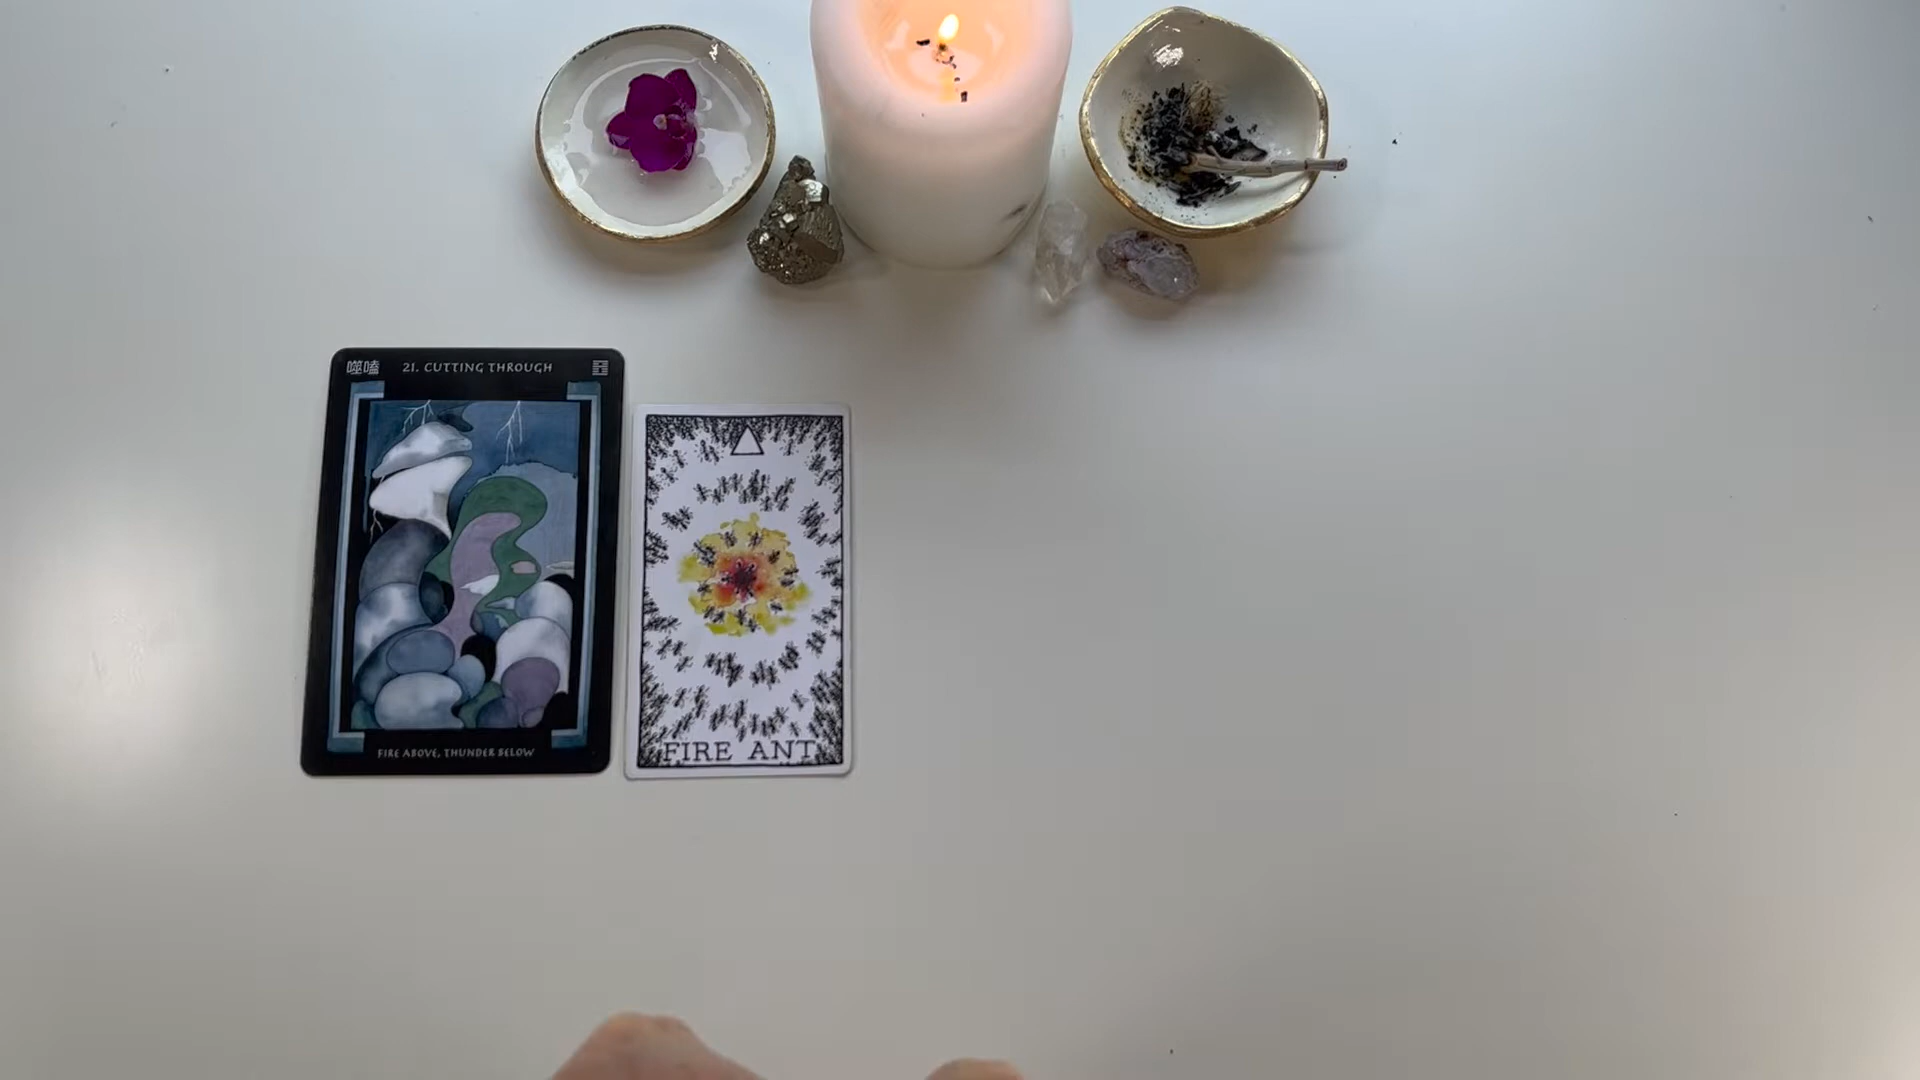 噬嗑 21. CUTTING THROUGH
FIRE ABOVE, THUNDER BELOW
FIRE ANT